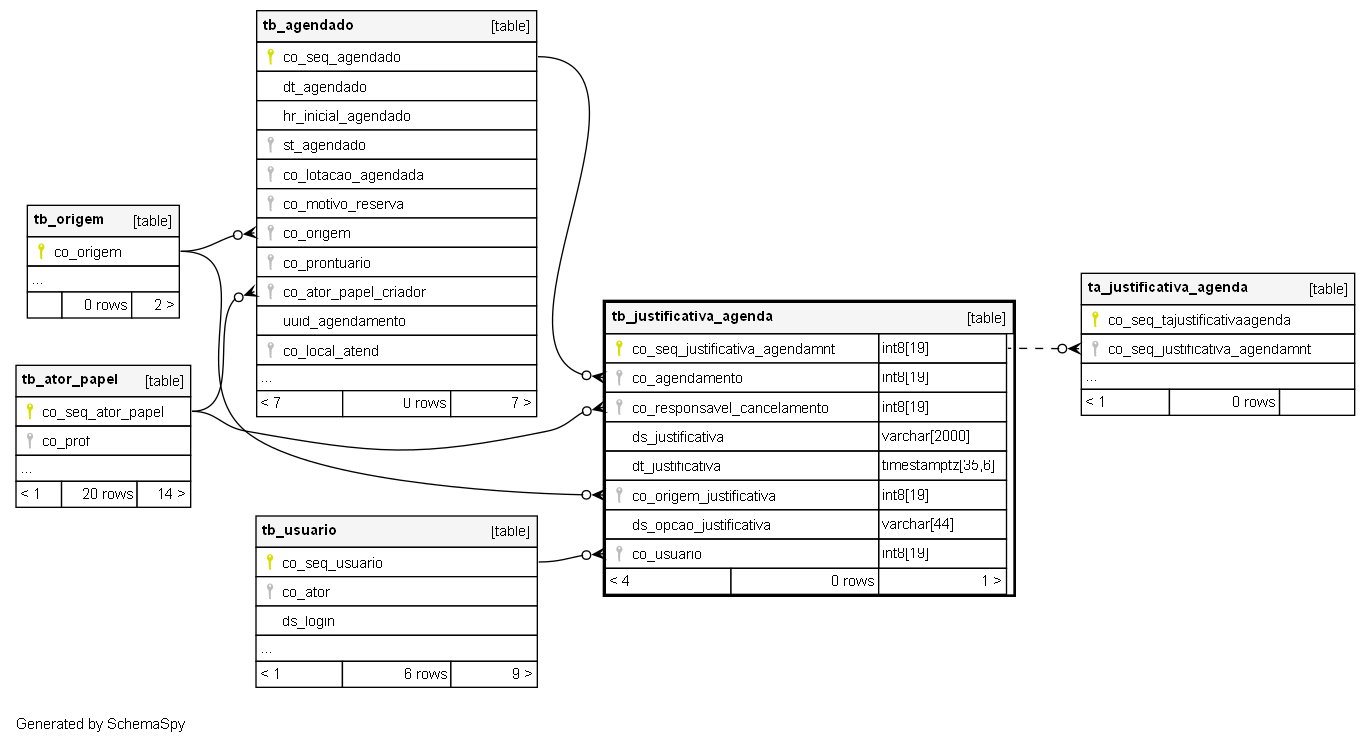 tb_agendado [table]
co_seq_agendado
dt_agendado
hr_inicial_agendado
st_agendado
co_lotacao_agendada
co_motivo_reserva
co_origem
co_prontuario
co_ator_papel_criador
uuid_agendamento
co_local_atend
...
< 7 0 rows 7 >
tb_origem [table]
co_origem
...
0 rows 2 >
tb_ator_papel [table]
co_seq_ator_papel
co_prof
...
< 1 20 rows 14 >
tb_usuario [table]
co_seq_usuario
co_ator
ds_login
...
< 1 6 rows 9 >
tb_justificativa_agenda [table]
co_seq_justificativa_agendamnt int8[19]
co_agendamento int8[19]
co_responsavel_cancelamento int8[19]
ds_justificativa varchar[2000]
dt_justificativa timestamptz[35,6]
co_origem_justificativa int8[19]
ds_opcao_justificativa varchar[44]
co_usuario int8[19]
< 4 0 rows 1 >
ta_justificativa_agenda [table]
co_seq_tajustificativaagenda
co_seq_justificativa_agendamnt
...
< 1 0 rows
Generated by SchemaSpy